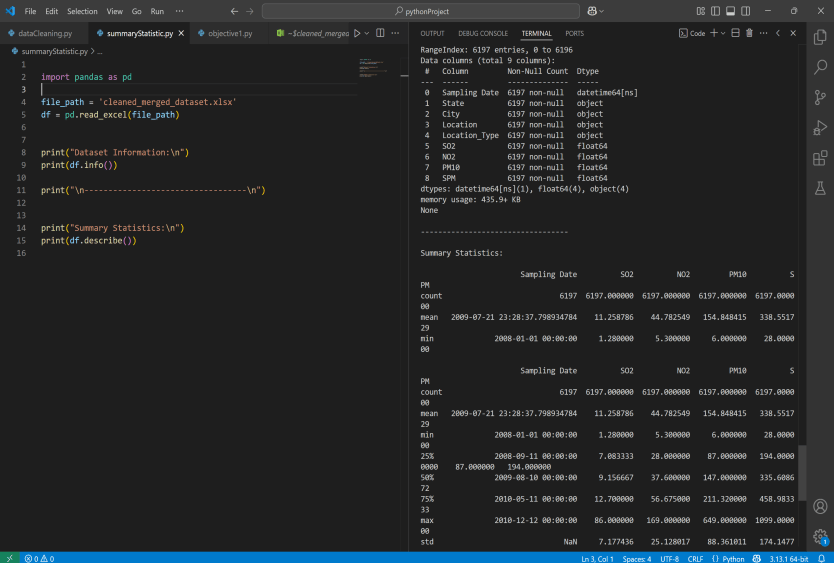 File Edit Selection View Go Run ··· pythonProject
dataCleaning.py summaryStatistic.py objective1.py ~$cleaned_merged
summaryStatistic.py > ...
1
2 import pandas as pd
3
4 file_path = 'cleaned_merged_dataset.xlsx'
5 df = pd.read_excel(file_path)
6
7
8 print("Dataset Information:\n")
9 print(df.info())
10
11 print("\n---------------------------------\n")
12
13
14 print("Summary Statistics:\n")
15 print(df.describe())
16
OUTPUT DEBUG CONSOLE TERMINAL PORTS Code
RangeIndex: 6197 entries, 0 to 6196
Data columns (total 9 columns):
# Column Non-Null Count Dtype
--- ------ -------------- -----
0 Sampling Date 6197 non-null datetime64[ns]
1 State 6197 non-null object
2 City 6197 non-null object
3 Location 6197 non-null object
4 Location_Type 6197 non-null object
5 SO2 6197 non-null float64
6 NO2 6197 non-null float64
7 PM10 6197 non-null float64
8 SPM 6197 non-null float64
dtypes: datetime64[ns](1), float64(4), object(4)
memory usage: 435.9+ KB
None
---------------------------------
Summary Statistics:
Sampling Date SO2 NO2 PM10 S
PM
count 6197 6197.000000 6197.000000 6197.000000 6197.0000
00
mean 2009-07-21 23:28:37.798934784 11.258786 44.782549 154.848415 338.5517
29
min 2008-01-01 00:00:00 1.280000 5.300000 6.000000 28.0000
00
Sampling Date SO2 NO2 PM10 S
PM
count 6197 6197.000000 6197.000000 6197.000000 6197.0000
00
mean 2009-07-21 23:28:37.798934784 11.258786 44.782549 154.848415 338.5517
29
min 2008-01-01 00:00:00 1.280000 5.300000 6.000000 28.0000
00
25% 2008-09-11 00:00:00 7.083333 28.000000 87.000000 194.0000
0000 87.000000 194.000000
50% 2009-08-10 00:00:00 9.156667 37.600000 147.000000 335.6086
72
75% 2010-05-11 00:00:00 12.700000 56.675000 211.320000 458.9833
33
max 2010-12-12 00:00:00 86.000000 169.000000 649.000000 1099.0000
00
std NaN 7.177436 25.128017 88.361011 174.1477
0 0 Ln 3, Col 1 Spaces: 4 UTF-8 CRLF {} Python 3.13.1 64-bit
1